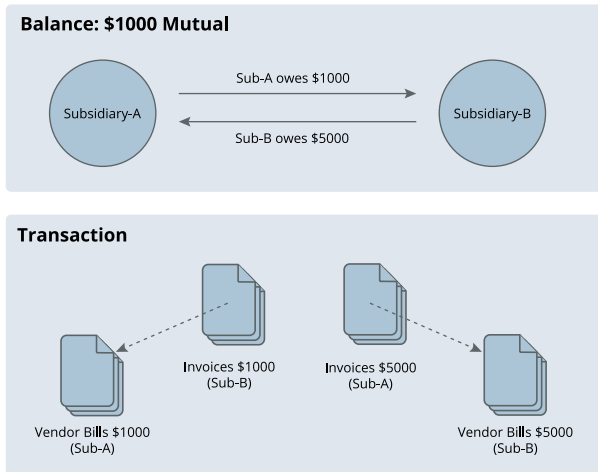 Balance: $1000 Mutual
Sub-A owes $1000
Subsidiary-A
Subsidiary-B
Sub-B owes $5000
Transaction
Invoices $1000
(Sub-B)
Invoices $5000
(Sub-A)
Vendor Bills $1000
(Sub-A)
Vendor Bills $5000
(Sub-B)